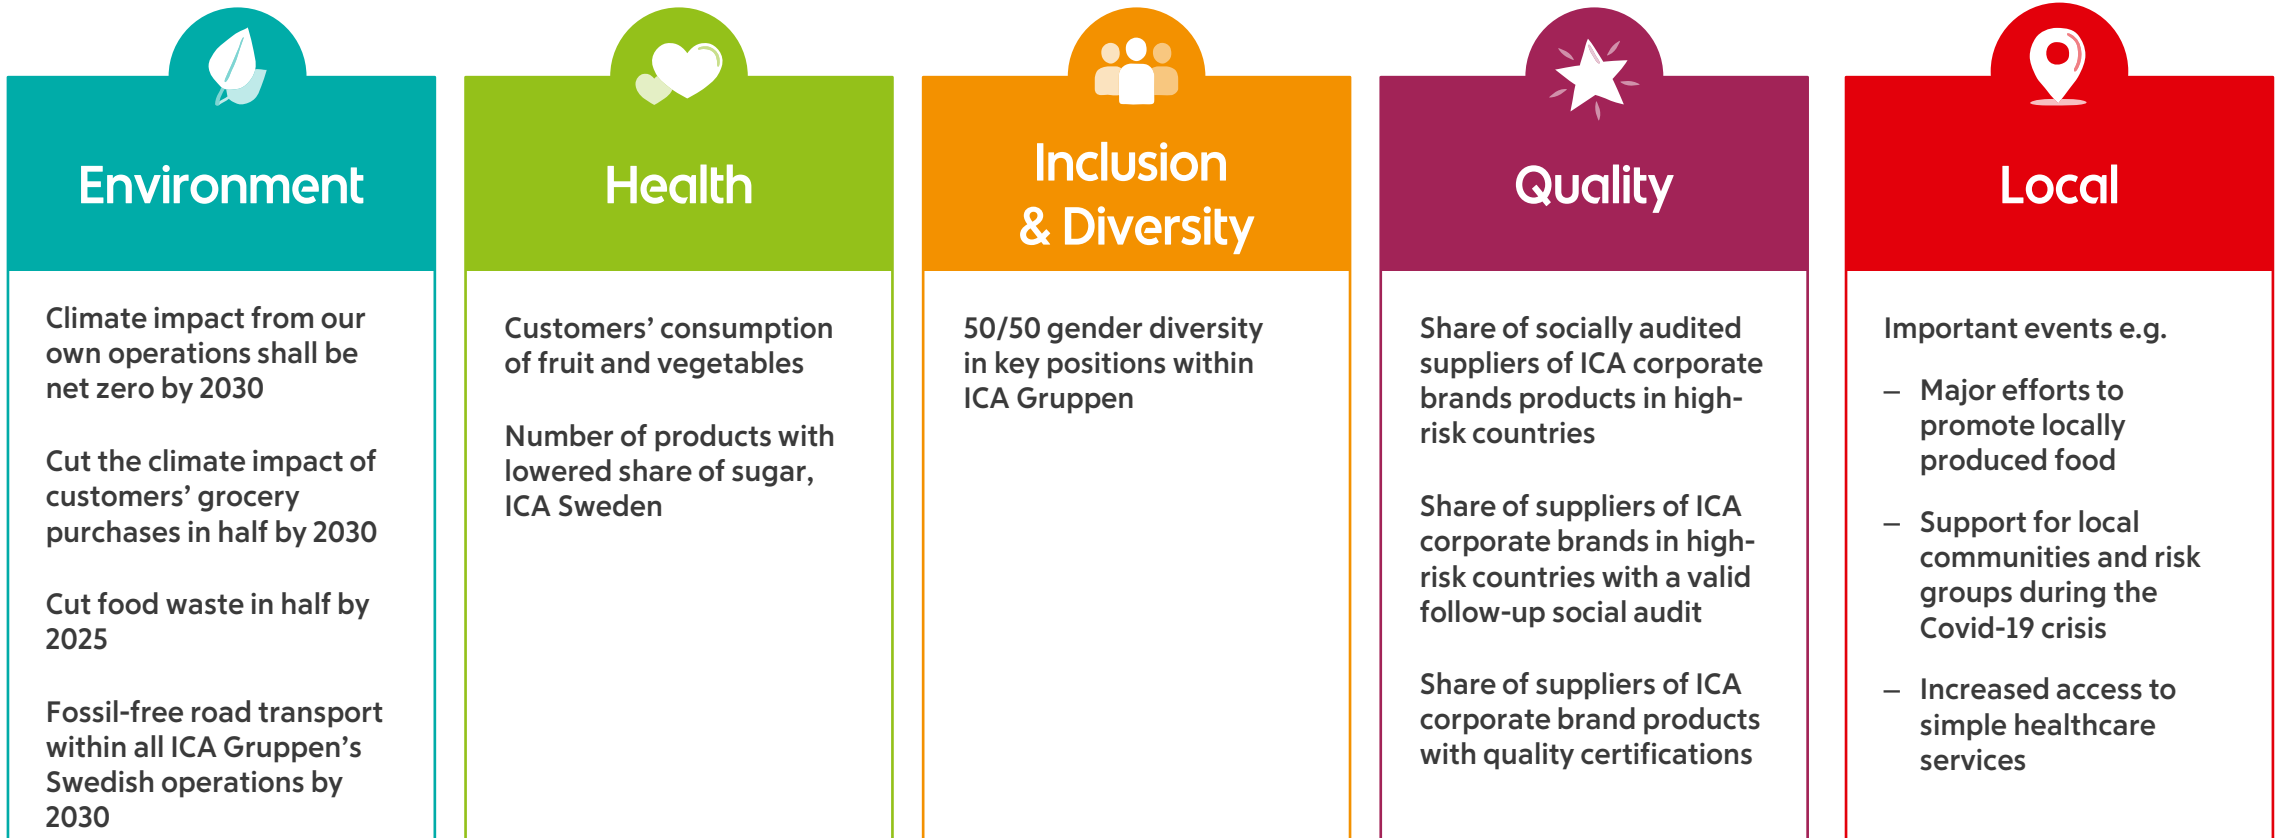 Environment
Climate impact from our
own operations shall be
net zero by 2030
Cut the climate impact of
customers’ grocery
purchases in half by 2030
Cut food waste in half by
2025
Fossil-free road transport
within all ICA Gruppen’s
Swedish operations by
2030
Health
Customers’ consumption
of fruit and vegetables
Number of products with
lowered share of sugar,
ICA Sweden
Inclusion
& Diversity
50/50 gender diversity
in key positions within
ICA Gruppen
Quality
Share of socially audited
suppliers of ICA corporate
brands products in high-
risk countries
Share of suppliers of ICA
corporate brands in high-
risk countries with a valid
follow-up social audit
Share of suppliers of ICA
corporate brand products
with quality certifications
Local
Important events e.g.
– Major efforts to
promote locally
produced food
– Support for local
communities and risk
groups during the
Covid-19 crisis
– Increased access to
simple healthcare
services